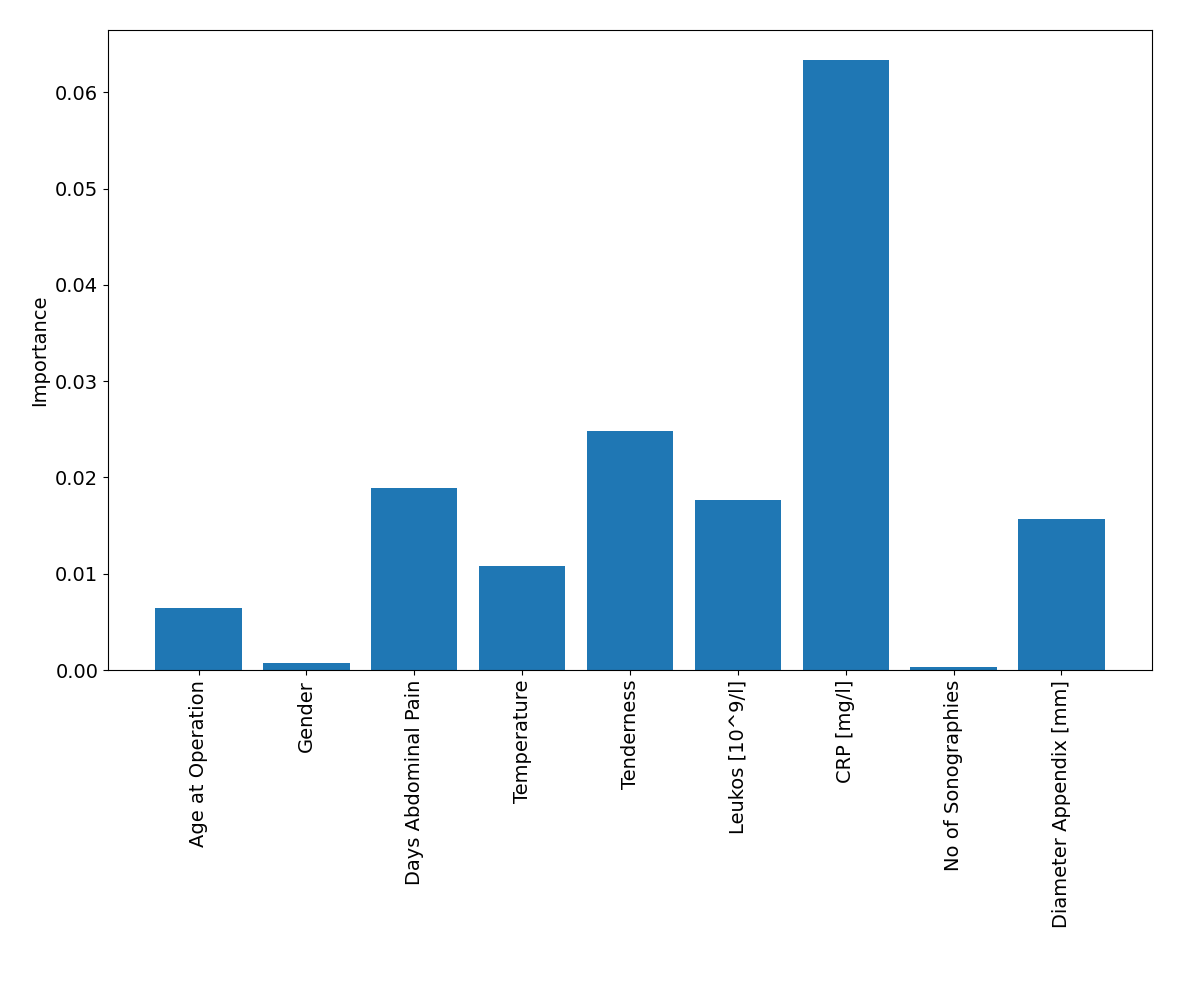 Importance
0.06
0.05
0.04
0.03
0.02
0.01
0.00
Age at Operation
Gender
Days Abdominal Pain
Temperature
Tenderness
Leukos [10^9/l]
CRP [mg/l]
No of Sonographies
Diameter Appendix [mm]